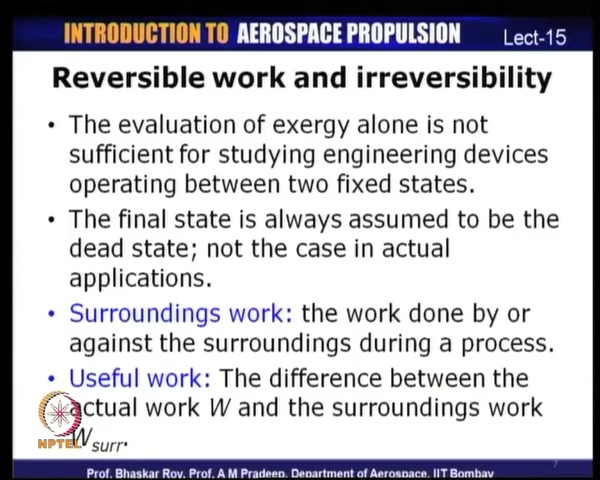 INTRODUCTION TO AEROSPACE PROPULSION Lect-15
Reversible work and irreversibility
• The evaluation of exergy alone is not
sufficient for studying engineering devices
operating between two fixed states.
• The final state is always assumed to be the
dead state; not the case in actual
applications.
• Surroundings work: the work done by or
against the surroundings during a process.
• Useful work: The difference between the
actual work W and the surroundings work
Wsurr.
NPTEL
Prof. Bhaskar Roy, Prof. A M Pradeep, Department of Aerospace, IIT Bombay
7